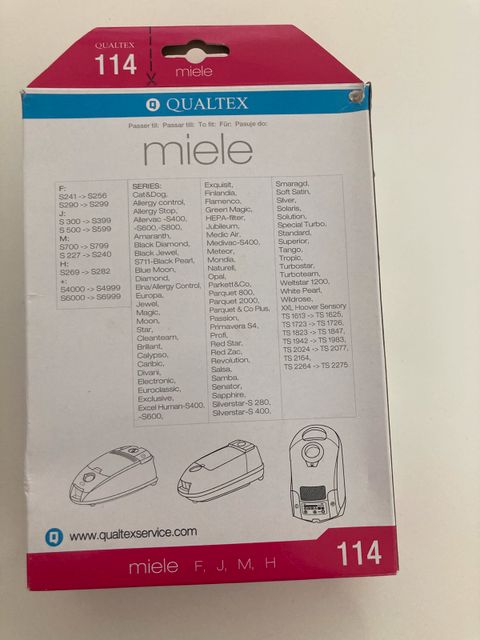 QUALTEX
114
miele
QUALTEX
Passer til: Passar till: To fit: Für: Pasuje do:
miele
F:
S241 -> S256
S290 -> S299
J:
S 300 -> S399
S 500 -> S599
M:
S700 -> S799
S 227 -> S240
H:
S269 -> S282
+:
S4000 -> S4999
S6000 -> S6999
SERIES:
Cat&Dog,
Allergy control,
Allergy Stop,
Allervac -S400,
-S600,-S800,
Amaranth,
Black Diamond,
Black Jewel,
S711-Black Pearl,
Blue Moon,
Diamond,
Elna/Allergy Control,
Europa,
Jewel,
Magic,
Moon,
Star,
Cleanteam,
Brillant,
Calypso,
Caribic,
Divani,
Electronic,
Euroclassic,
Exclusive,
Excel Human-S400,
-S600,
Exquisit,
Finlandia,
Flamenco,
Green Magic,
HEPA-filter,
Jubileum,
Medic Air,
Medivac-S400,
Meteor,
Mondia,
Naturell,
Opal,
Parkett&Co,
Parquet 800,
Parquet 2000,
Parquet & Co Plus,
Passion,
Primavera S4,
Profi,
Red Star,
Red Zac,
Revolution,
Salsa,
Samba,
Senator,
Sapphire,
Silverstar-S 280,
Silverstar-S 400,
Smaragd,
Soft Satin,
Silver,
Solaris,
Solution,
Special Turbo,
Standard,
Superior,
Tango,
Tropic,
Turbostar,
Turboteam,
Weltstar 1200,
White Pearl,
Wildrose,
XXL Hoover Sensory
TS 1613 -> TS 1625,
TS 1723 -> TS 1726,
TS 1823 -> TS 1847,
TS 1942 -> TS 1983,
TS 2024 -> TS 2077,
TS 2164,
TS 2264 -> TS 2275
www.qualtexservice.com
miele F, J, M, H
114